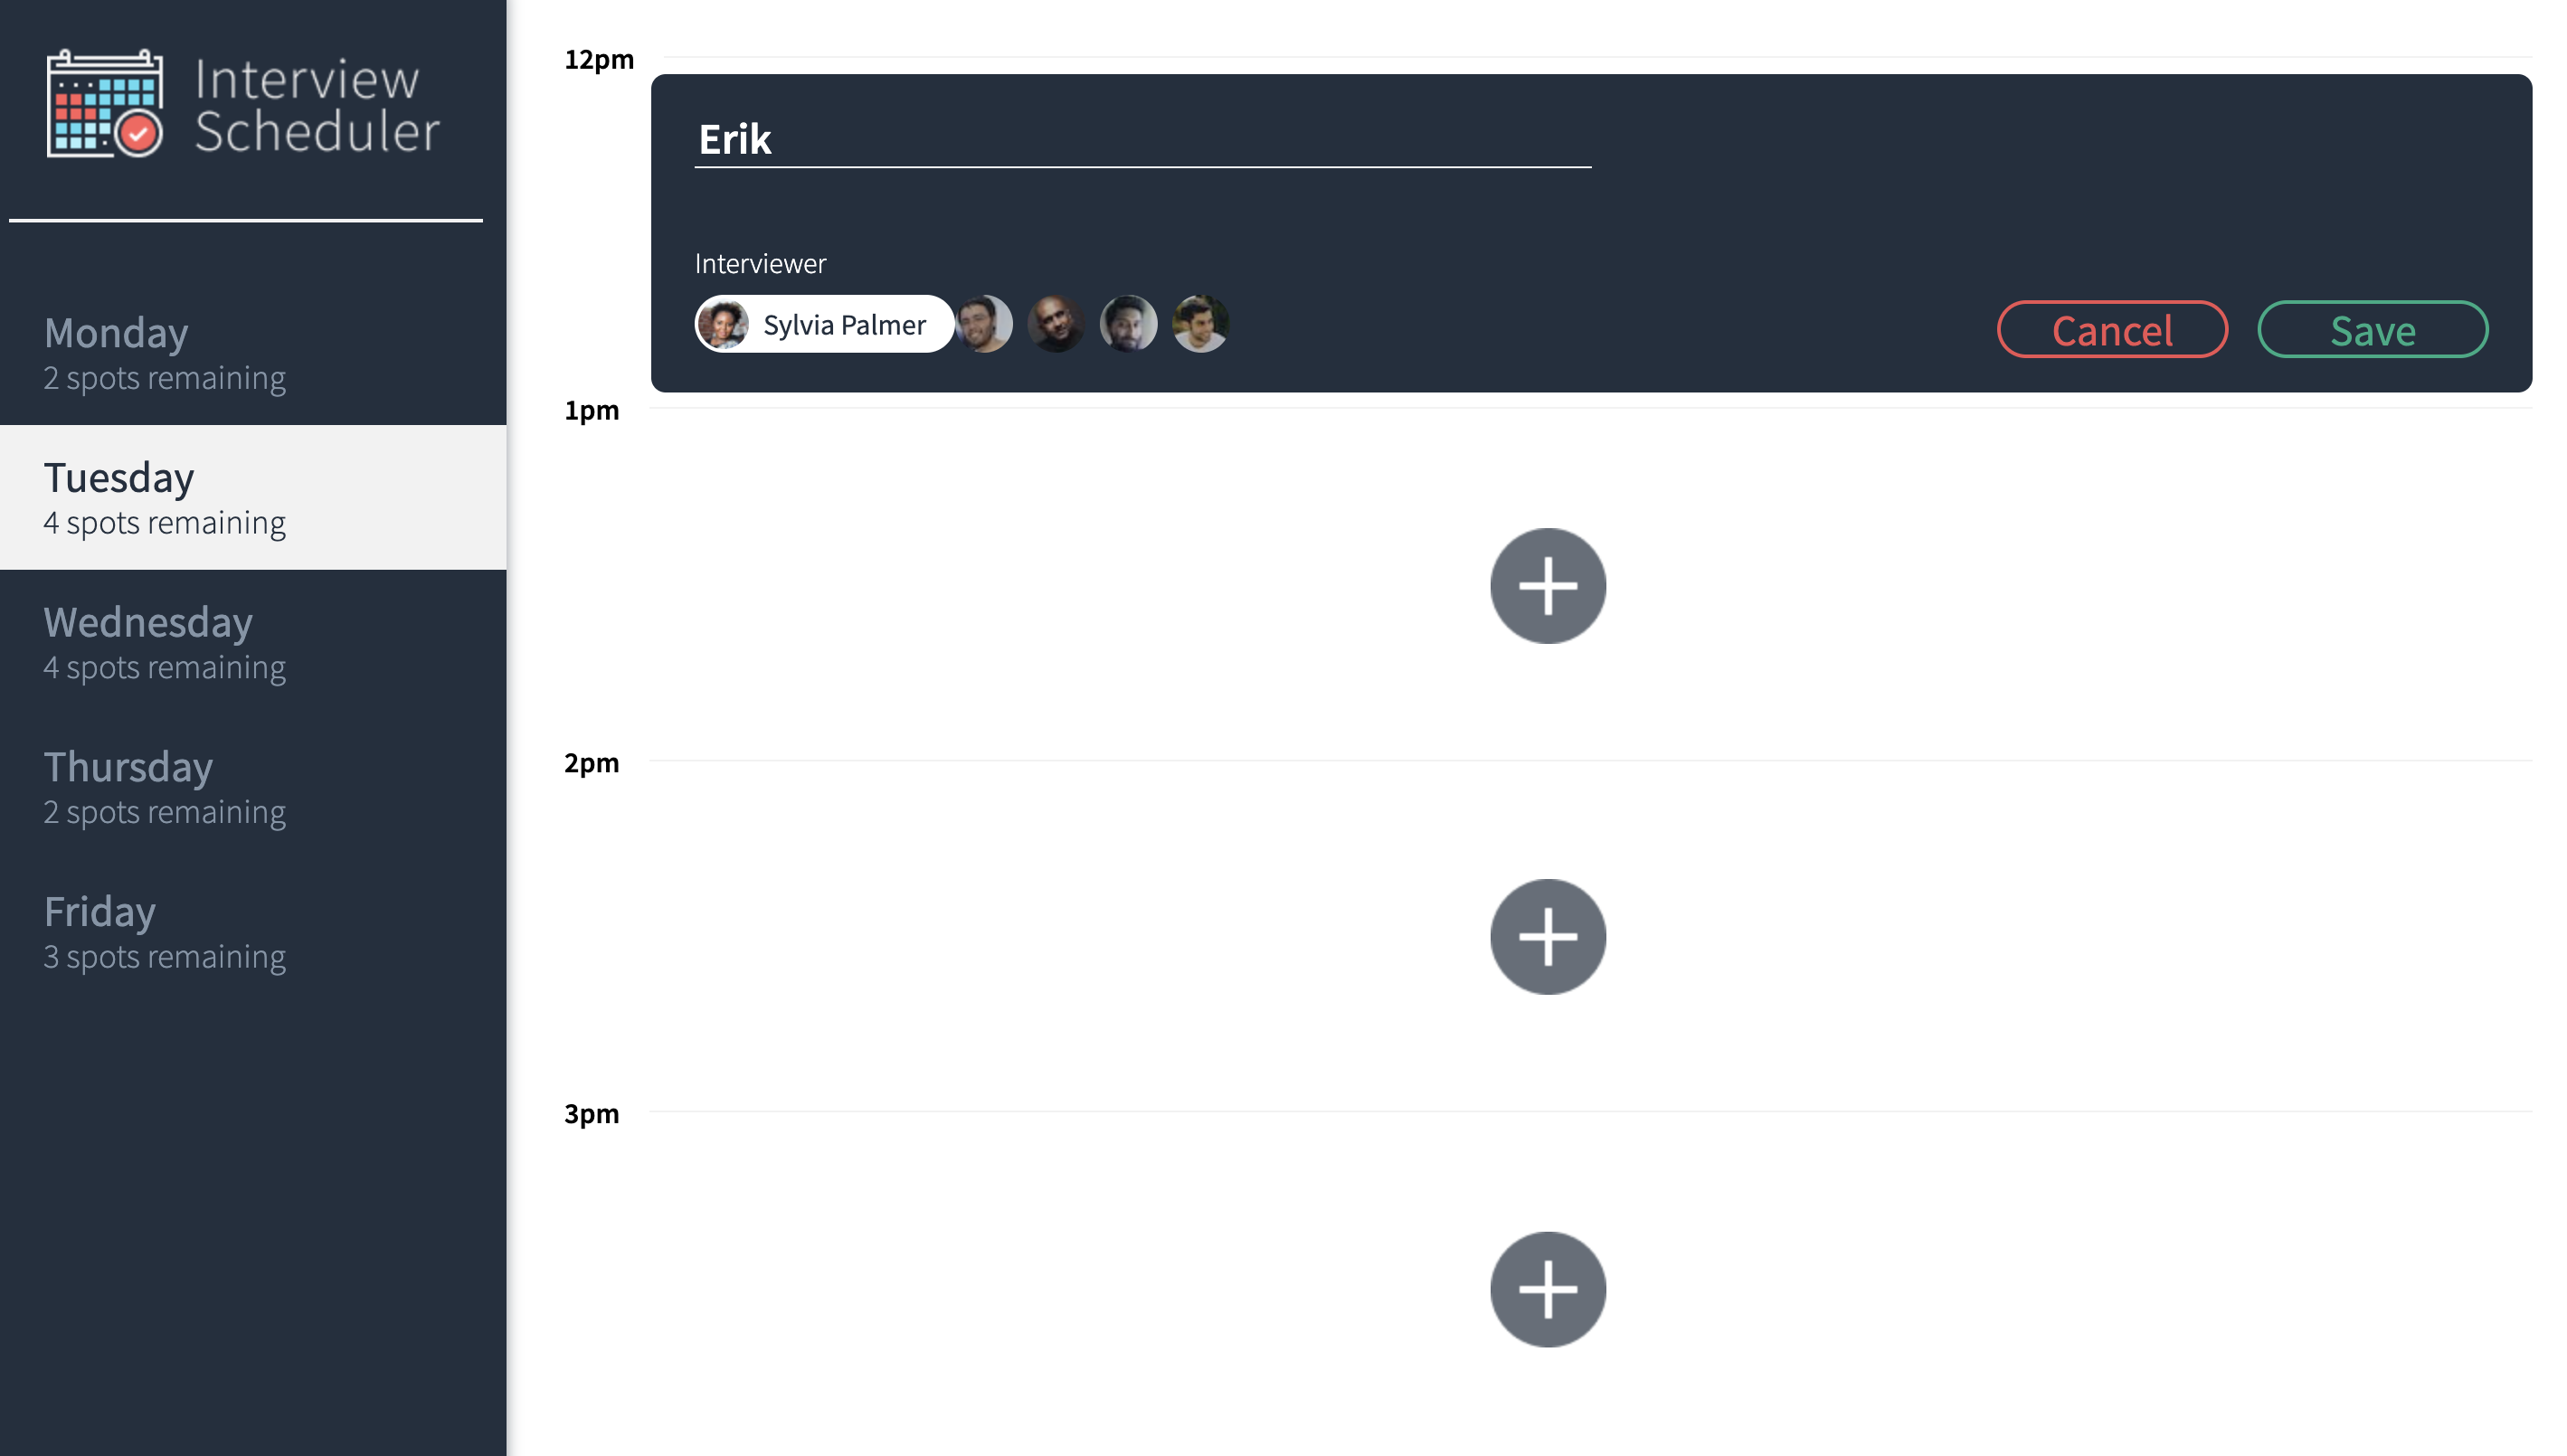 Interview
Scheduler
Monday
2 spots remaining
Tuesday
4 spots remaining
Wednesday
4 spots remaining
Thursday
2 spots remaining
Friday
3 spots remaining
12pm
Erik
Interviewer
Sylvia Palmer
Cancel
Save
1pm
2pm
3pm